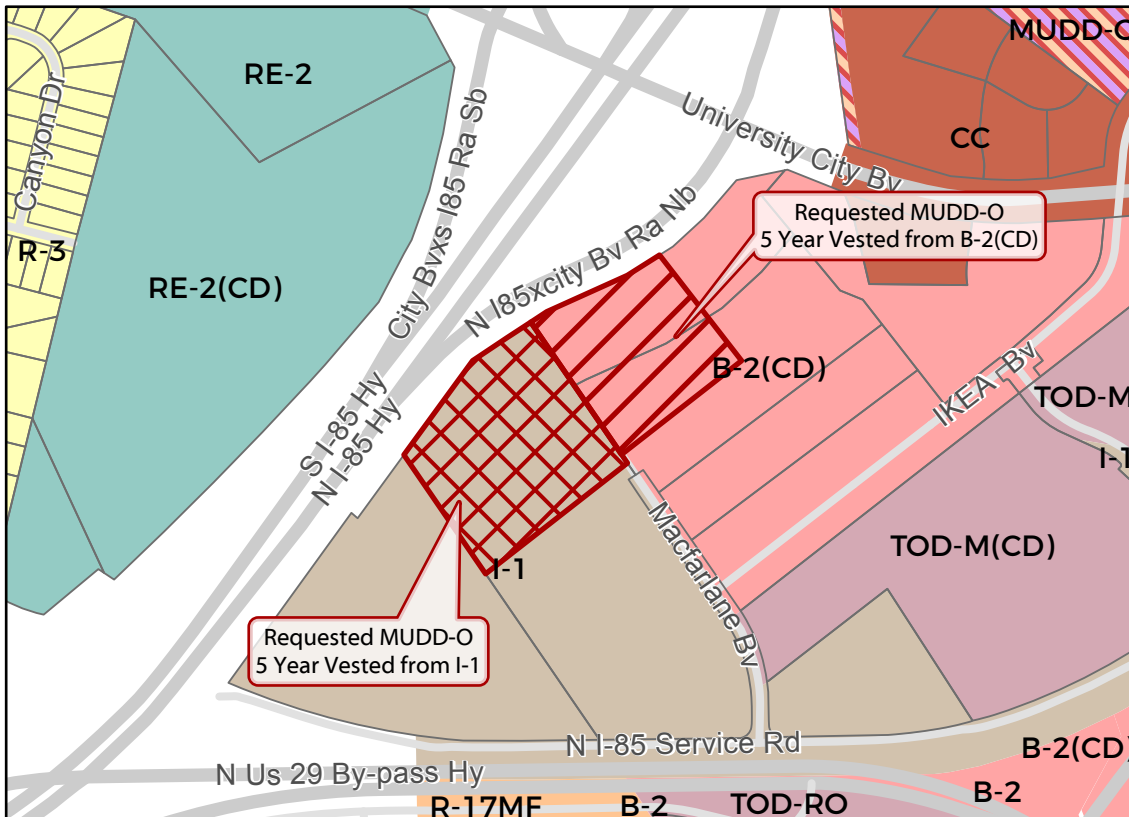 MUDD-O
RE-2
Canyon Dr
University City Bv
CC
City Bvxs I85 Ra Sb
Requested MUDD-O
5 Year Vested from B-2(CD)
N I85xcity Bv Ra Nb
R-3
RE-2(CD)
B-2(CD)
IKEA Bv
TOD-M
S I-85 Hy
N I-85 Hy
I-1
Macfarlane Bv
TOD-M(CD)
I-1
Requested MUDD-O
5 Year Vested from I-1
N I-85 Service Rd
B-2(CD)
N Us 29 By-pass Hy
B-2
R-17MF
B-2
TOD-RO